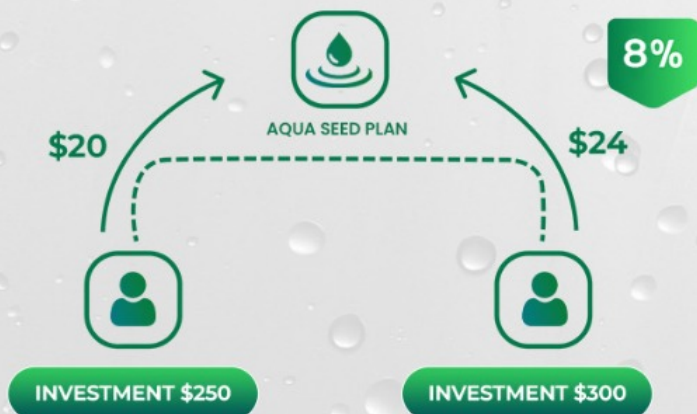 8%
AQUA SEED PLAN
$20
$24
INVESTMENT $250
INVESTMENT $300